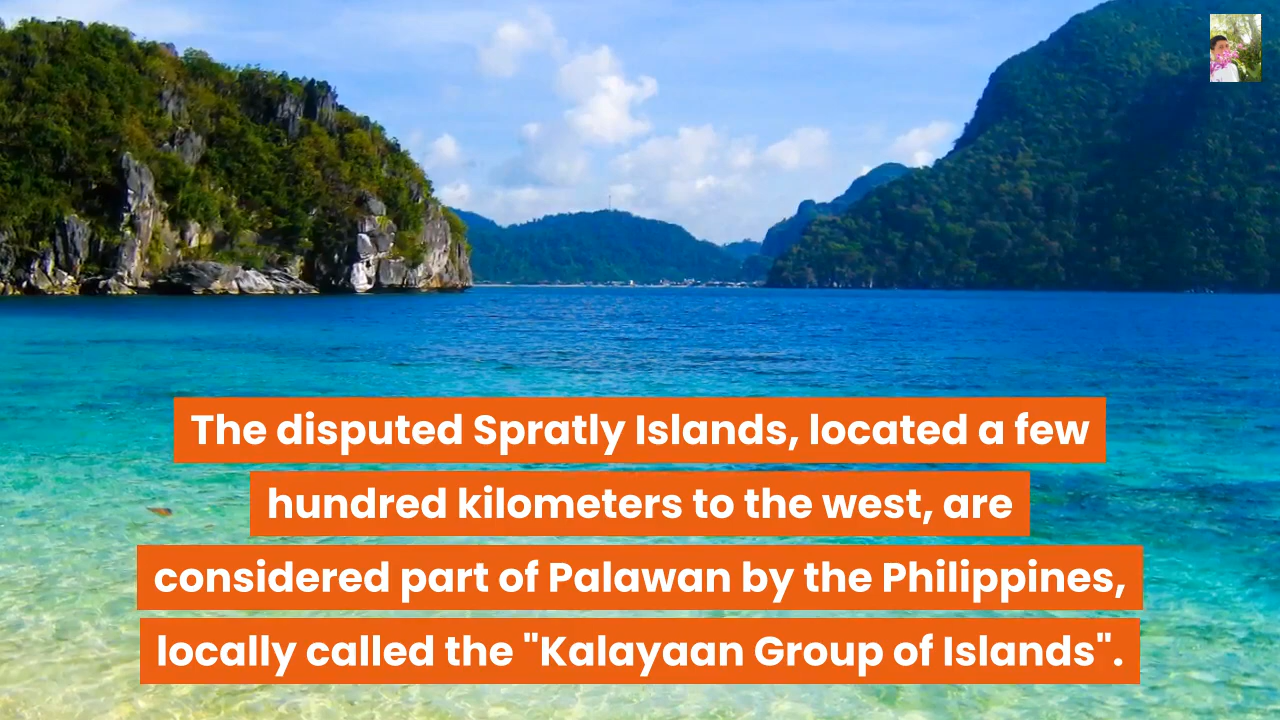 The disputed Spratly Islands, located a few
hundred kilometers to the west, are
considered part of Palawan by the Philippines,
locally called the "Kalayaan Group of Islands".